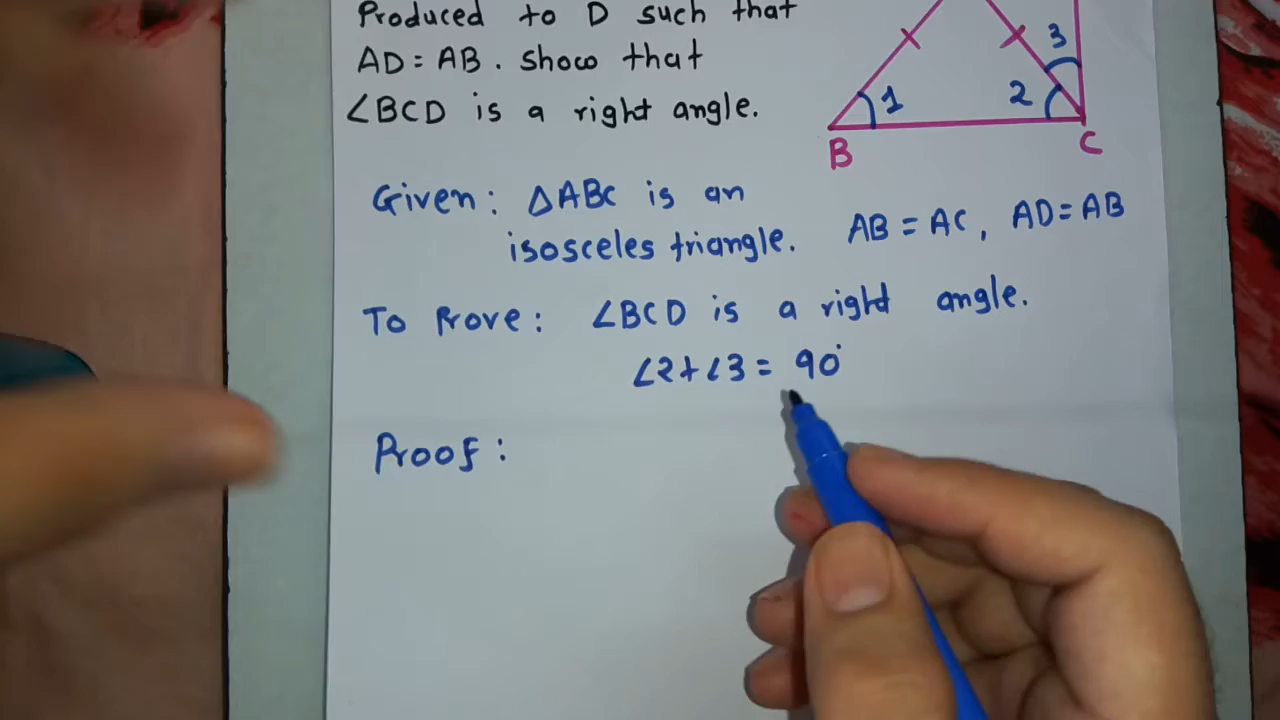 Produced to D such that
AD = AB. show that
∠BCD is a right angle.
3
1
2
B
C
Given: △ABC is an
isosceles triangle. AB = AC, AD = AB
To Prove: ∠BCD is a right angle.
∠2+∠3 = 90°
Proof: